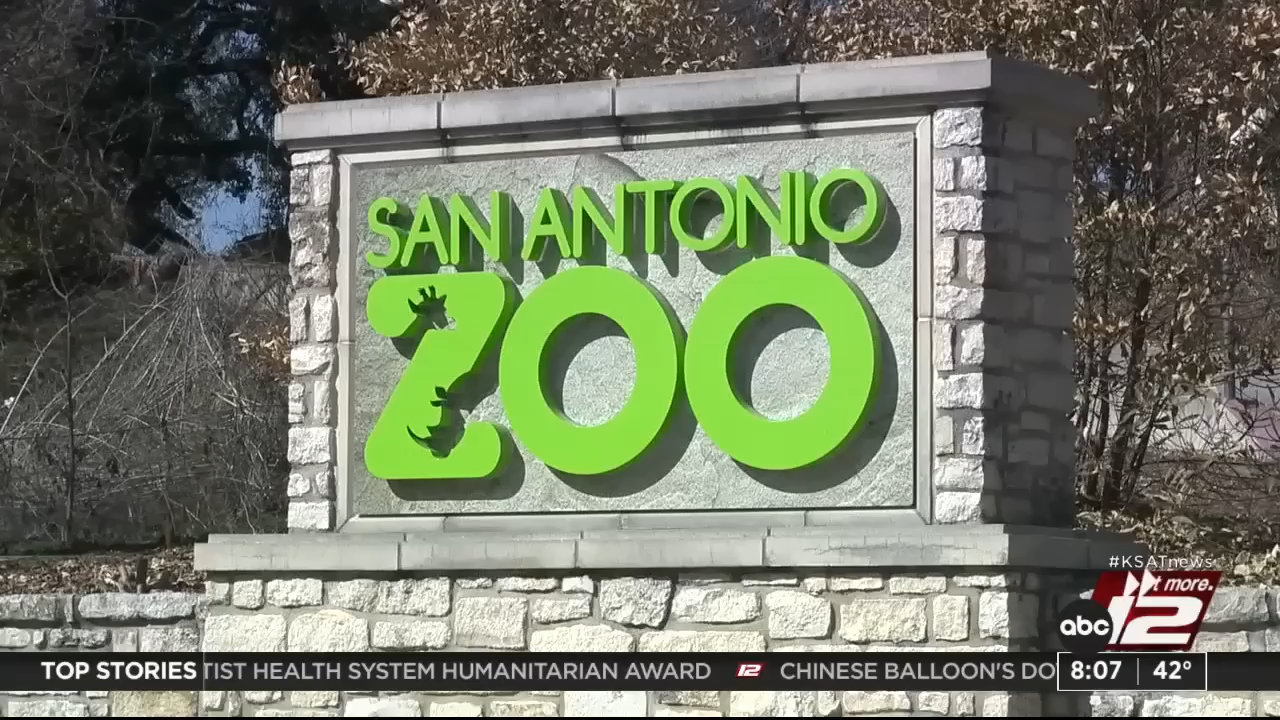 SAN ANTONIO
ZOO
#KSATnews
t more.
abc 12
TOP STORIES TIST HEALTH SYSTEM HUMANITARIAN AWARD 12 CHINESE BALLOON'S DO 8:07 42°